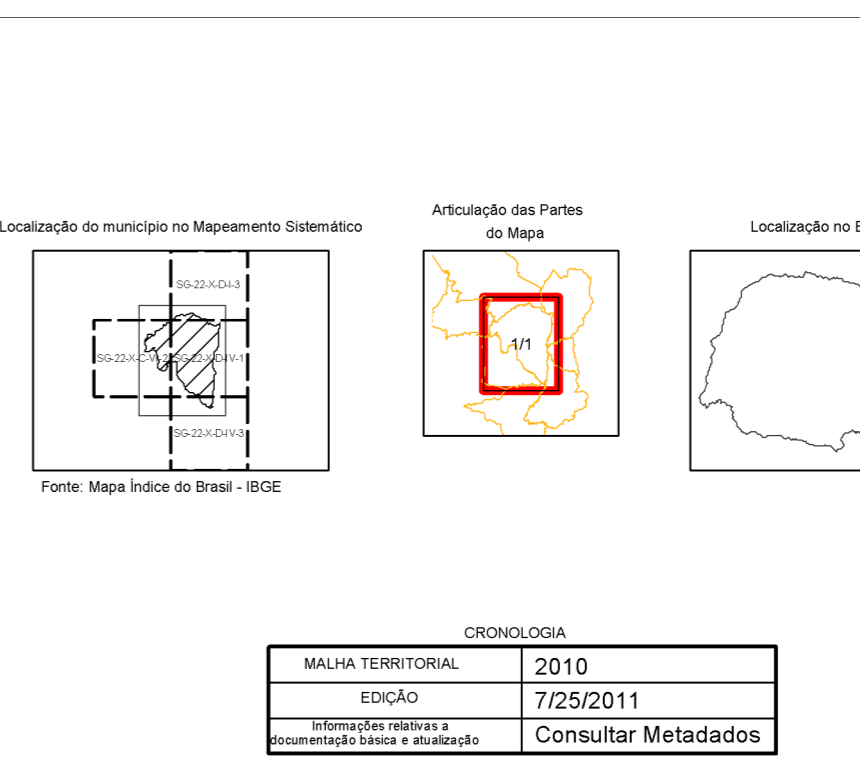 Articulação das Partes
do Mapa
Localização do município no Mapeamento Sistemático
Localização no E
SG-22-X-D-I-3
SG-22-X-C-VI-2
SG-22-X-D-IV-1
SG-22-X-D-IV-3
1/1
Fonte: Mapa Índice do Brasil - IBGE
CRONOLOGIA
MALHA TERRITORIAL
2010
EDIÇÃO
7/25/2011
Informações relativas a
documentação básica e atualização
Consultar Metadados